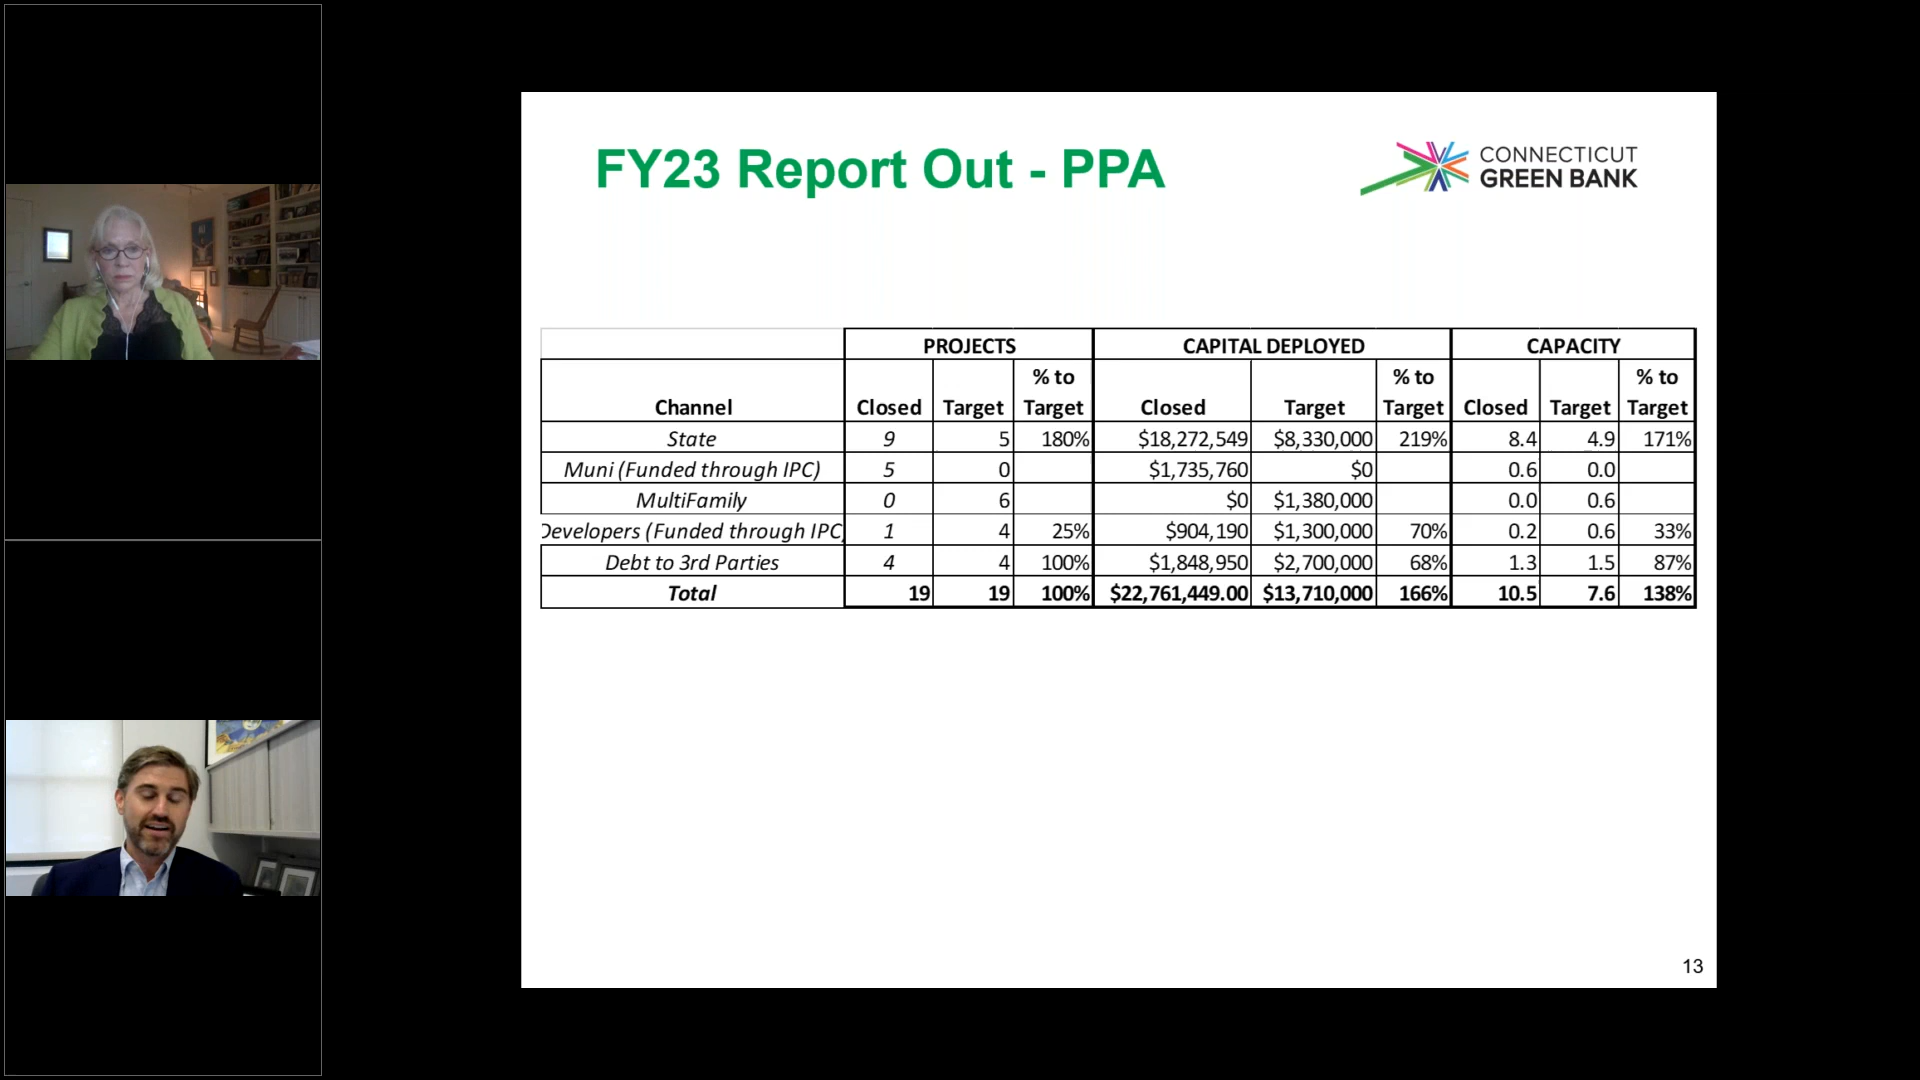 FY23 Report Out - PPA
CONNECTICUT
GREEN BANK
PROJECTS CAPITAL DEPLOYED CAPACITY
% to % to % to
Channel Closed Target Target Closed Target Target Closed Target Target
State 9 5 180% $18,272,549 $8,330,000 219% 8.4 4.9 171%
Muni (Funded through IPC) 5 0 $1,735,760 $0 0.6 0.0
MultiFamily 0 6 $0 $1,380,000 0.0 0.6
Developers (Funded through IPC) 1 4 25% $904,190 $1,300,000 70% 0.2 0.6 33%
Debt to 3rd Parties 4 4 100% $1,848,950 $2,700,000 68% 1.3 1.5 87%
Total 19 19 100% $22,761,449.00 $13,710,000 166% 10.5 7.6 138%
13